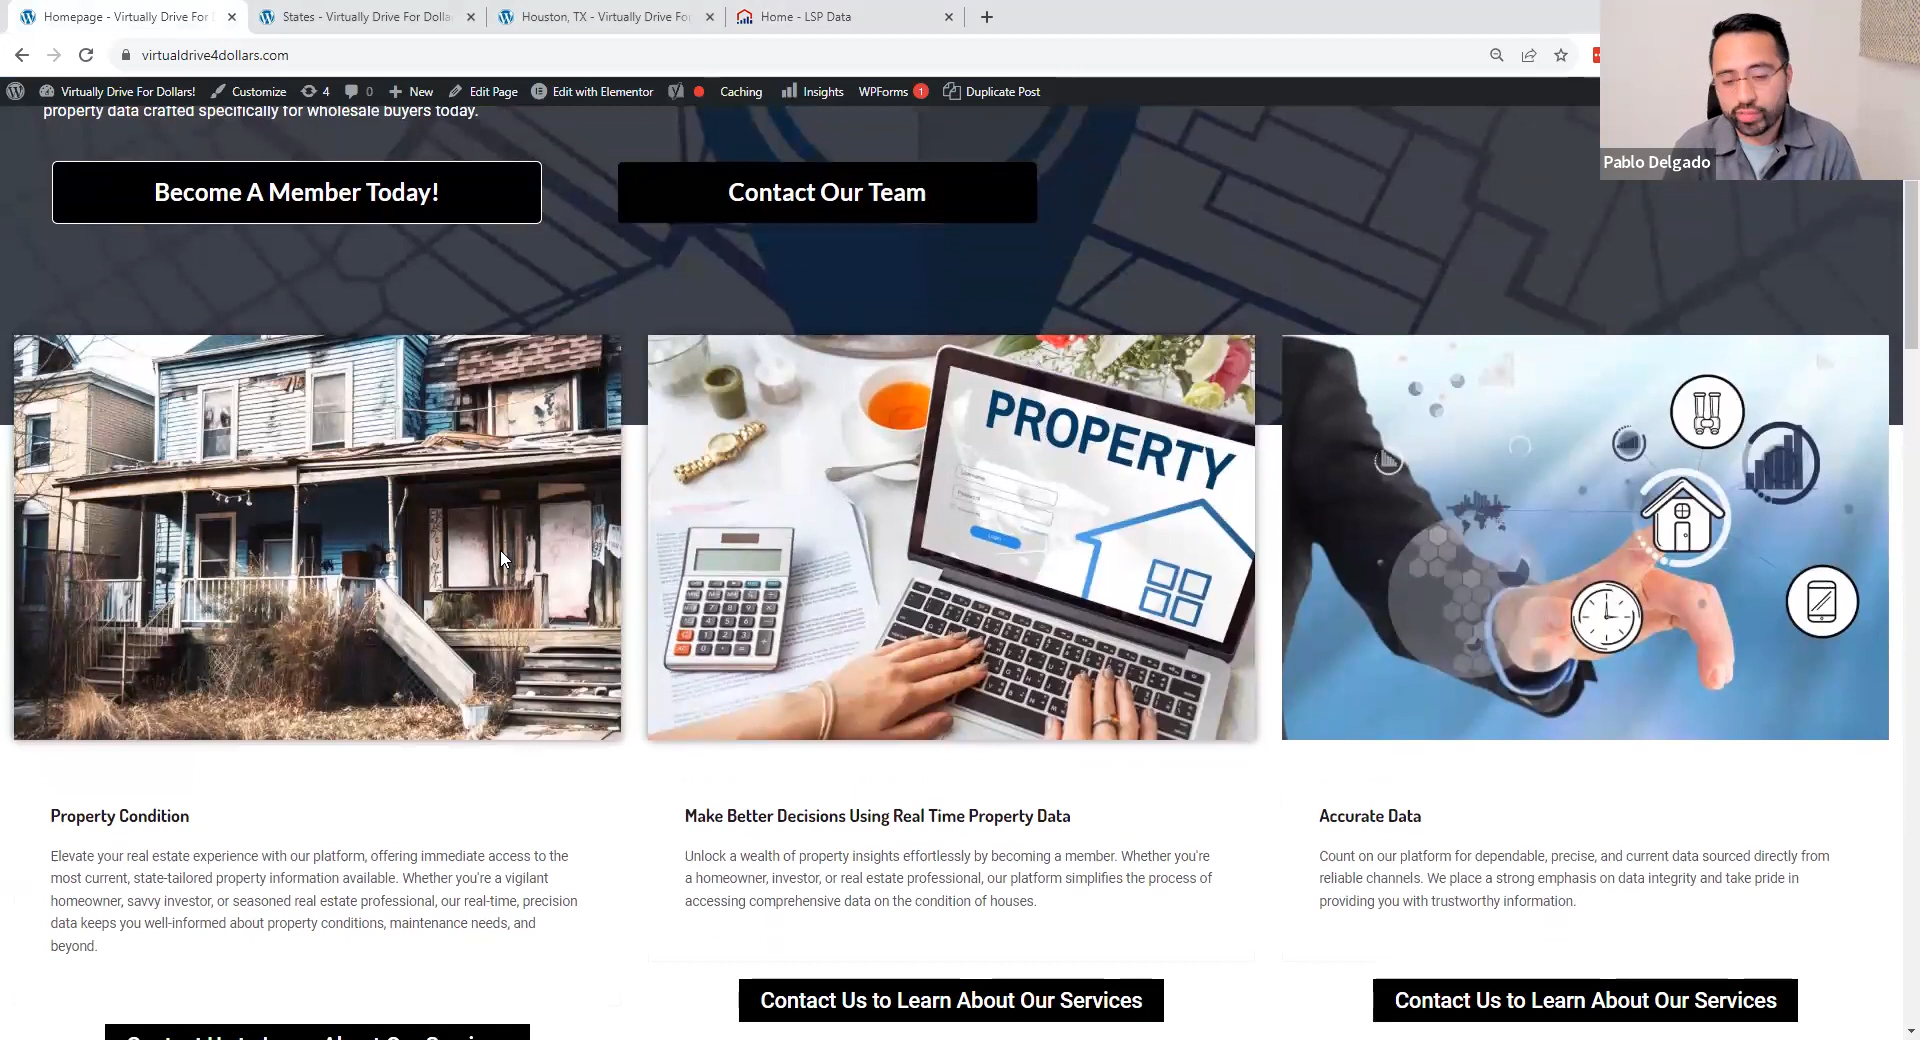 Homepage - Virtually Drive For
States - Virtually Drive For Dolla
Houston, TX - Virtually Drive Fo
Home - LSP Data
virtualdrive4dollars.com
Virtually Drive For Dollars!
Customize
4
0
New
Edit Page
Edit with Elementor
Caching
Insights
WPForms 1
Duplicate Post
Pablo Delgado
property data crafted specifically for wholesale buyers today.
Become A Member Today!
Contact Our Team
PROPERTY
Login
Property Condition
Elevate your real estate experience with our platform, offering immediate access to the
most current, state-tailored property information available. Whether you're a vigilant
homeowner, savvy investor, or seasoned real estate professional, our real-time, precision
data keeps you well-informed about property conditions, maintenance needs, and
beyond.
Make Better Decisions Using Real Time Property Data
Unlock a wealth of property insights effortlessly by becoming a member. Whether you're
a homeowner, investor, or real estate professional, our platform simplifies the process of
accessing comprehensive data on the condition of houses.
Contact Us to Learn About Our Services
Accurate Data
Count on our platform for dependable, precise, and current data sourced directly from
reliable channels. We place a strong emphasis on data integrity and take pride in
providing you with trustworthy information.
Contact Us to Learn About Our Services